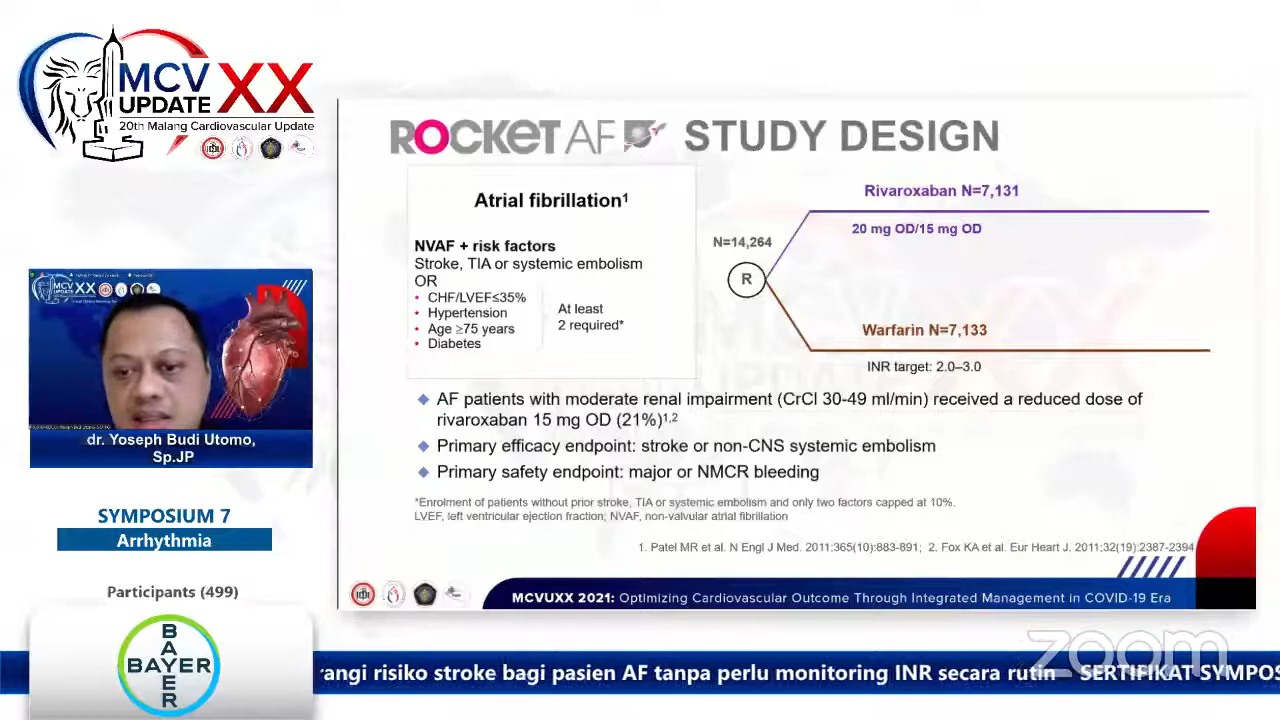 MCV
UPDATE XX
20th Malang Cardiovascular Update
ROCKET AF STUDY DESIGN
Atrial fibrillation¹
NVAF + risk factors
Stroke, TIA or systemic embolism
OR
• CHF/LVEF≤35%
• Hypertension
• Age ≥75 years
• Diabetes
At least
2 required*
N=14,264
R
Rivaroxaban N=7,131
20 mg OD/15 mg OD
Warfarin N=7,133
INR target: 2.0–3.0
AF patients with moderate renal impairment (CrCl 30-49 ml/min) received a reduced dose of
rivaroxaban 15 mg OD (21%)¹,²
Primary efficacy endpoint: stroke or non-CNS systemic embolism
Primary safety endpoint: major or NMCR bleeding
*Enrolment of patients without prior stroke, TIA or systemic embolism and only two factors capped at 10%.
LVEF, left ventricular ejection fraction; NVAF, non-valvular atrial fibrillation
1. Patel MR et al. N Engl J Med. 2011:365(10):883-891; 2. Fox KA et al. Eur Heart J. 2011:32(19):2387-2394
MCVUXX 2021: Optimizing Cardiovascular Outcome Through Integrated Management in COVID-19 Era
MCV
UPDATE XX
dr. Yoseph Budi Utomo,
Sp.JP
SYMPOSIUM 7
Arrhythmia
Participants (499)
BAYER
BAYER
zoom
rangi risiko stroke bagi pasien AF tanpa perlu monitoring INR secara rutin SERTIFIKAT SYMPOS